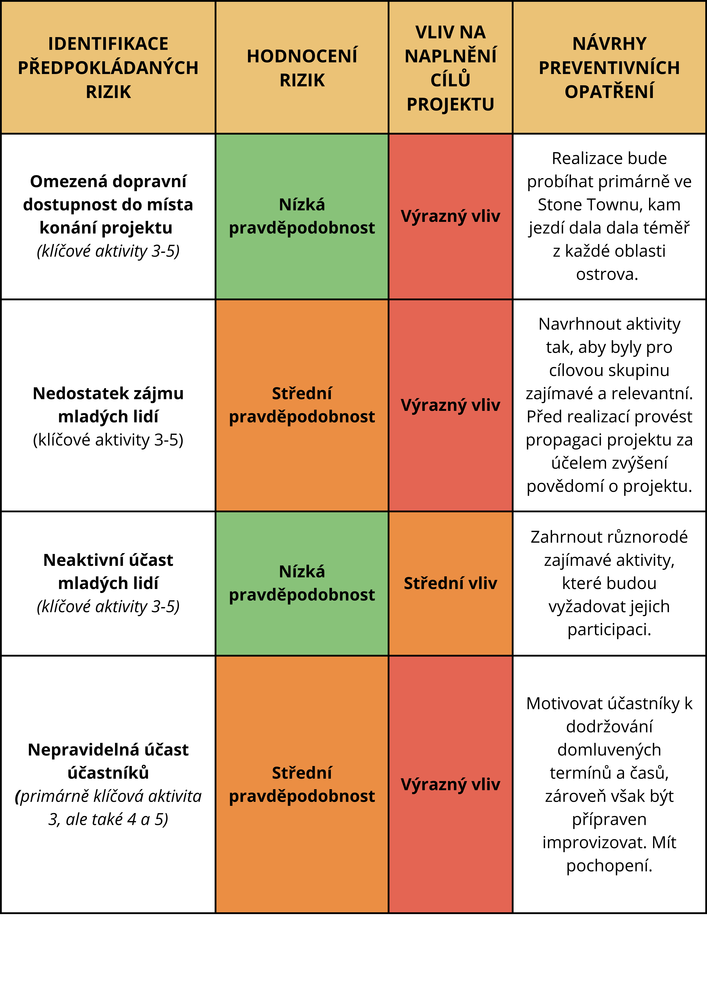 IDENTIFIKACE
PŘEDPOKLÁDANÝCH
RIZIK
HODNOCENÍ
RIZIK
VLIV NA
NAPLNĚNÍ
CÍLŮ
PROJEKTU
NÁVRHY
PREVENTIVNÍCH
OPATŘENÍ
Omezená dopravní
dostupnost do místa
konání projektu
(klíčové aktivity 3-5)
Nízká
pravděpodobnost
Výrazný vliv
Realizace bude
probíhat primárně ve
Stone Townu, kam
jezdí dala dala téměř
z každé oblasti
ostrova.
Nedostatek zájmu
mladých lidí
(klíčové aktivity 3-5)
Střední
pravděpodobnost
Výrazný vliv
Navrhnout aktivity
tak, aby byly pro
cílovou skupinu
zajímavé a relevantní.
Před realizací provést
propagaci projektu za
účelem zvýšení
povědomí o projektu.
Neaktivní účast
mladých lidí
(klíčové aktivity 3-5)
Nízká
pravděpodobnost
Střední vliv
Zahrnout různorodé
zajímavé aktivity,
které budou
vyžadovat jejich
participaci.
Nepravidelná účast
účastníků
(primárně klíčová aktivita
3, ale také 4 a 5)
Střední
pravděpodobnost
Výrazný vliv
Motivovat účastníky k
dodržování
domluvených
termínů a časů,
zároveň však být
přípraven
improvizovat. Mít
pochopení.